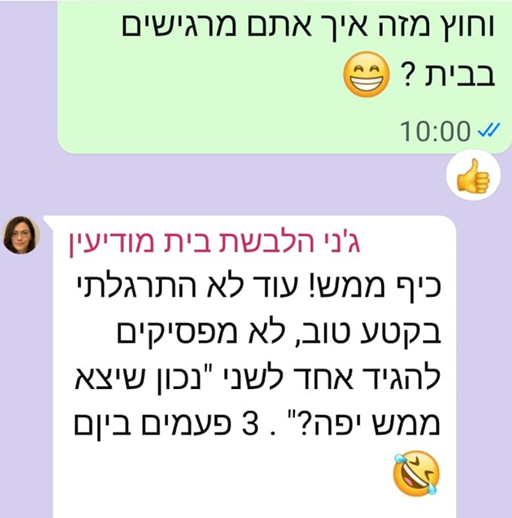 וחוץ מזה איך אתם מרגישים
בבית ? 😁
10:00
ג'ני הלבשת בית מודיעין
כיף ממש! עוד לא התרגלתי
בקטע טוב, לא מפסיקים
להגיד אחד לשני "נכון שיצא
ממש יפה?" . 3 פעמים ביןם
🤣